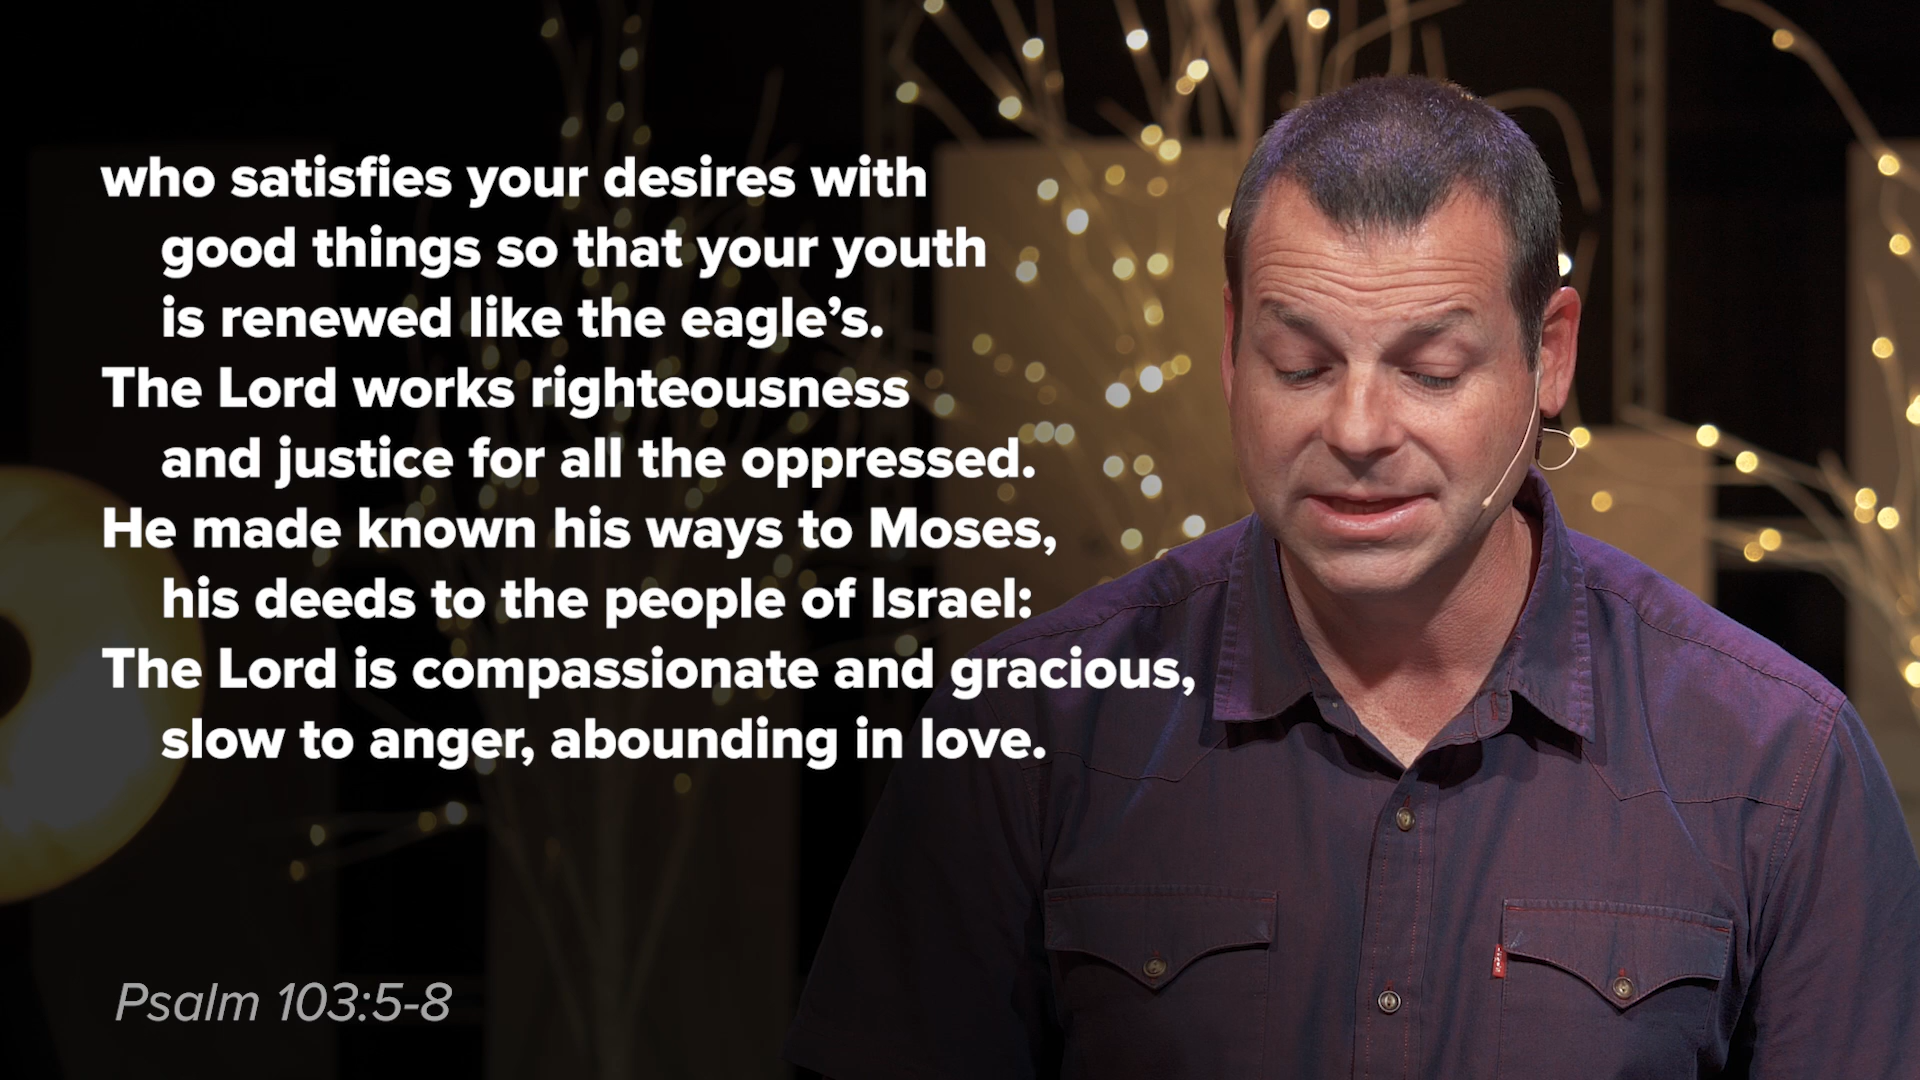 who satisfies your desires with
good things so that your youth
is renewed like the eagle’s.
The Lord works righteousness
and justice for all the oppressed.
He made known his ways to Moses,
his deeds to the people of Israel:
The Lord is compassionate and gracious,
slow to anger, abounding in love.
Psalm 103:5-8